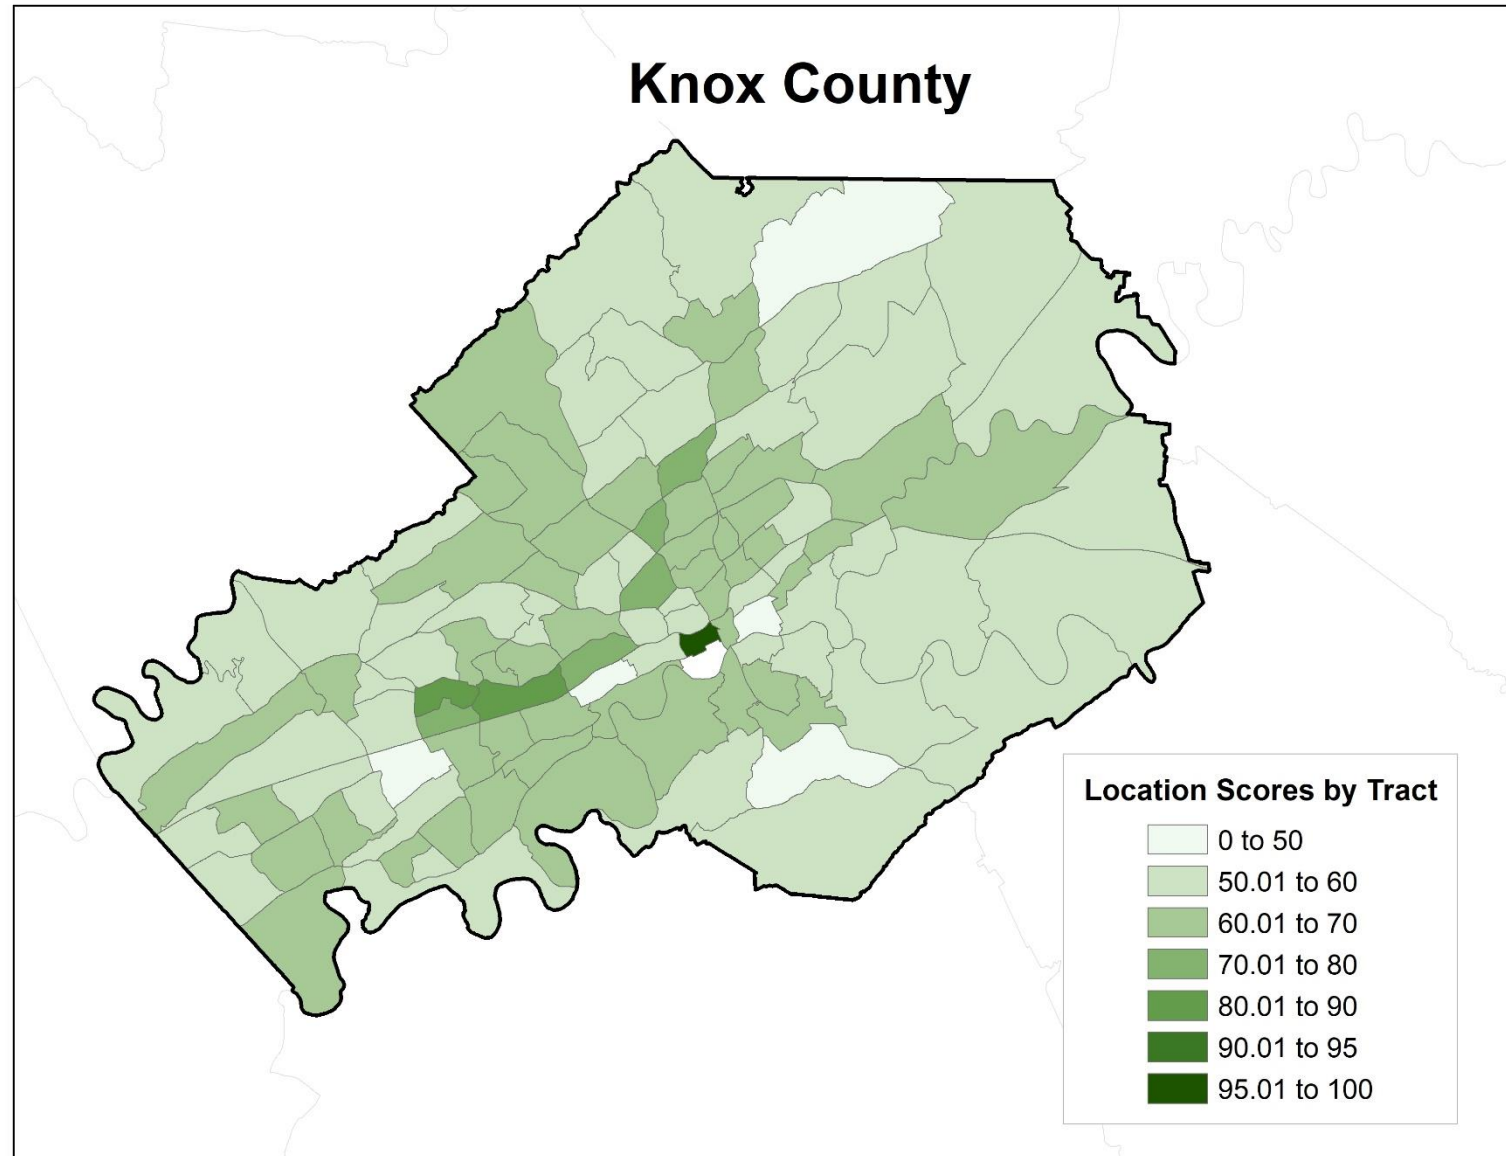 Knox County
Location Scores by Tract
0 to 50
50.01 to 60
60.01 to 70
70.01 to 80
80.01 to 90
90.01 to 95
95.01 to 100